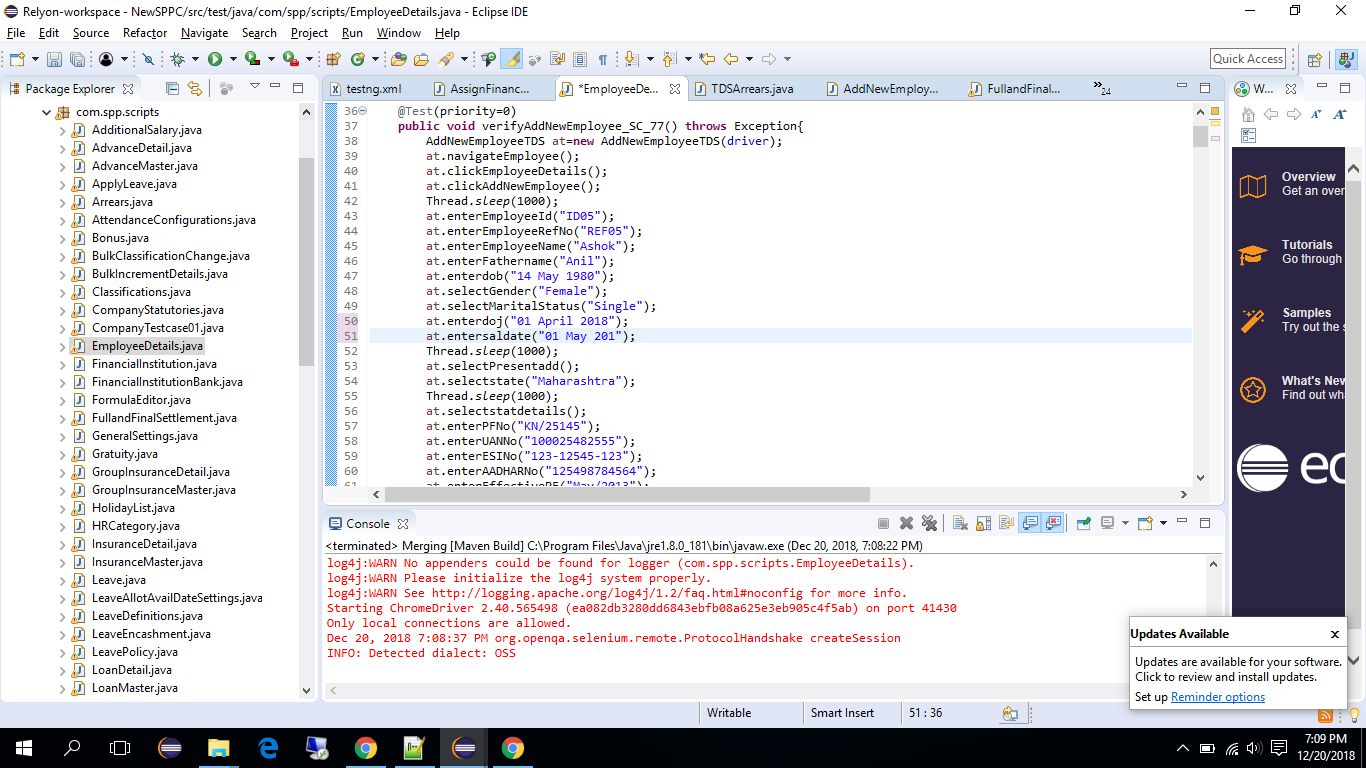 Relyon-workspace - NewSPPC/src/test/java/com/spp/scripts/EmployeeDetails.java - Eclipse IDE
File Edit Source Refactor Navigate Search Project Run Window Help
Quick Access
Package Explorer
com.spp.scripts
AdditionalSalary.java
AdvanceDetail.java
AdvanceMaster.java
ApplyLeave.java
Arrears.java
AttendanceConfigurations.java
Bonus.java
BulkClassificationChange.java
BulkIncrementDetails.java
Classifications.java
CompanyStatutories.java
CompanyTestcase01.java
EmployeeDetails.java
FinancialInstitution.java
FinancialInstitutionBank.java
FormulaEditor.java
FullandFinalSettlement.java
GeneralSettings.java
Gratuity.java
GroupInsuranceDetail.java
GroupInsuranceMaster.java
HolidayList.java
HRCategory.java
InsuranceDetail.java
InsuranceMaster.java
Leave.java
LeaveAllotAvailDateSettings.java
LeaveDefinitions.java
LeaveEncashment.java
LeavePolicy.java
LoanDetail.java
LoanMaster.java
testng.xml AssignFinanc... *EmployeeDe... TDSArrears.java AddNewEmploy... FullandFinal... 24
36 @Test(priority=0)
37 public void verifyAddNewEmployee_SC_77() throws Exception{
38 AddNewEmployeeTDS at=new AddNewEmployeeTDS(driver);
39 at.navigateEmployee();
40 at.clickEmployeeDetails();
41 at.clickAddNewEmployee();
42 Thread.sleep(1000);
43 at.enterEmployeeId("ID05");
44 at.enterEmployeeRefNo("REF05");
45 at.enterEmployeeName("Ashok");
46 at.enterFathername("Anil");
47 at.enterdob("14 May 1980");
48 at.selectGender("Female");
49 at.selectMaritalStatus("Single");
50 at.enterdoj("01 April 2018");
51 at.entersaldate("01 May 201");
52 Thread.sleep(1000);
53 at.selectPresentadd();
54 at.selectstate("Maharashtra");
55 Thread.sleep(1000);
56 at.selectstatdetails();
57 at.enterPFNo("KN/25145");
58 at.enterUANNo("100025482555");
59 at.enterESINo("123-12545-123");
60 at.enterAADHARNo("125498784564");
61 at.enterEffectivePF("May/2013");
W...
Overview
Get an over
Tutorials
Go through
Samples
Try out the s
What's New
Find out wh
ec
Console
<terminated> Merging [Maven Build] C:\Program Files\Java\jre1.8.0_181\bin\javaw.exe (Dec 20, 2018, 7:08:22 PM)
log4j:WARN No appenders could be found for logger (com.spp.scripts.EmployeeDetails).
log4j:WARN Please initialize the log4j system properly.
log4j:WARN See http://logging.apache.org/log4j/1.2/faq.html#noconfig for more info.
Starting ChromeDriver 2.40.565498 (ea082db3280dd6843ebfb08a625e3eb905c4f5ab) on port 41430
Only local connections are allowed.
Dec 20, 2018 7:08:37 PM org.openqa.selenium.remote.ProtocolHandshake createSession
INFO: Detected dialect: OSS
Updates Available
Updates are available for your software.
Click to review and install updates.
Set up Reminder options
Writable Smart Insert 51 : 36
7:09 PM
12/20/2018